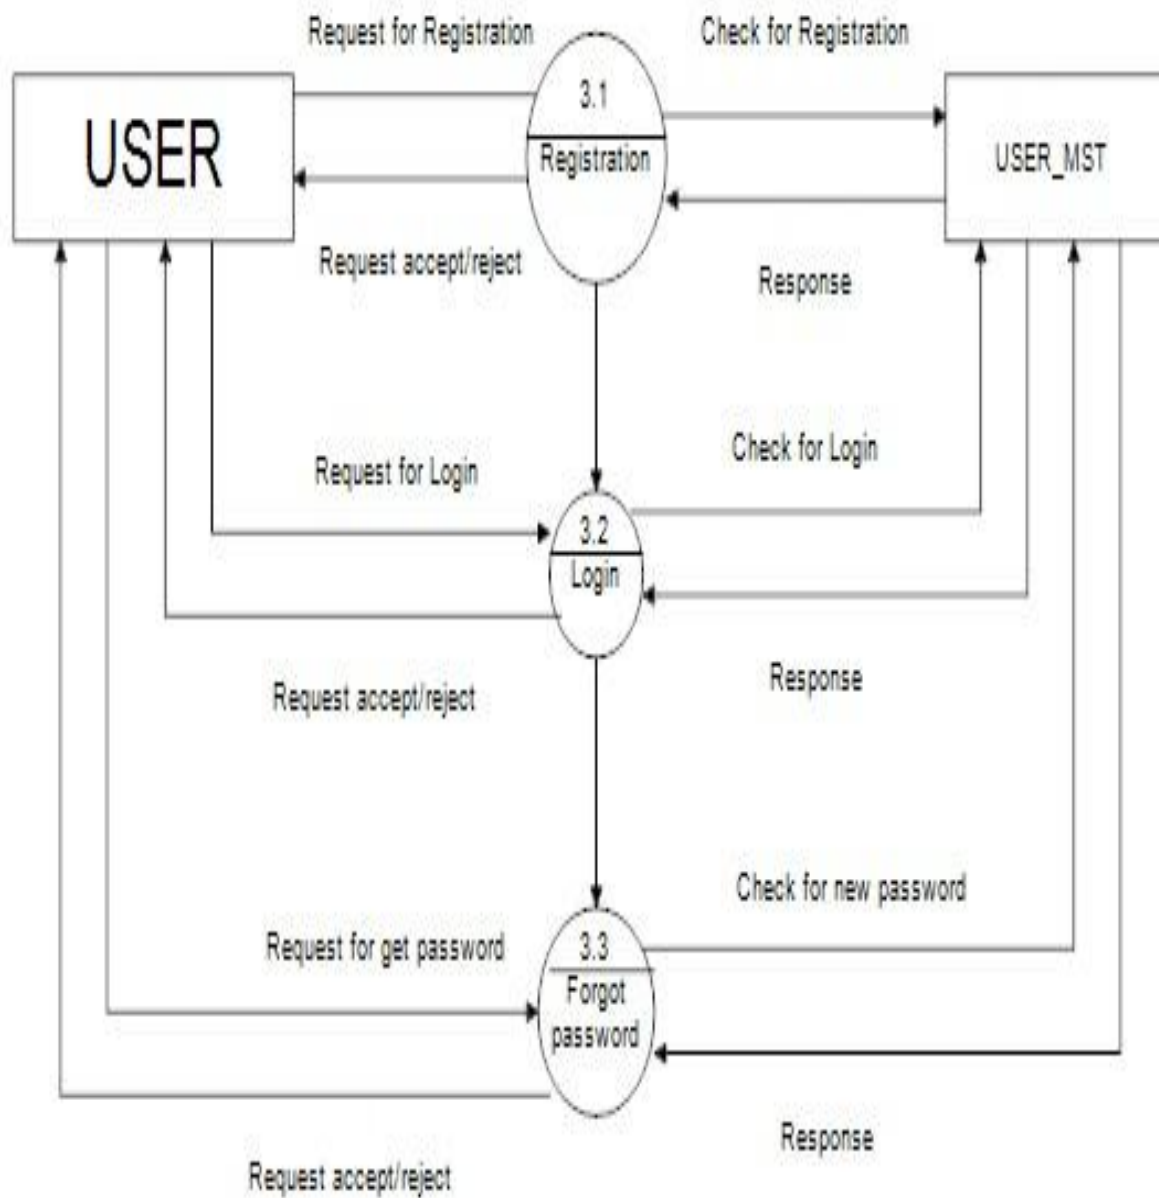 Request for Registration
Check for Registration
3.1
USER
Registration
USER_MST
Request accept/reject
Response
Check for Login
Request for Login
3.2
Login
Response
Request accept/reject
Check for new password
Request for get password
3.3
Forgot
password
Response
Request accept/reject